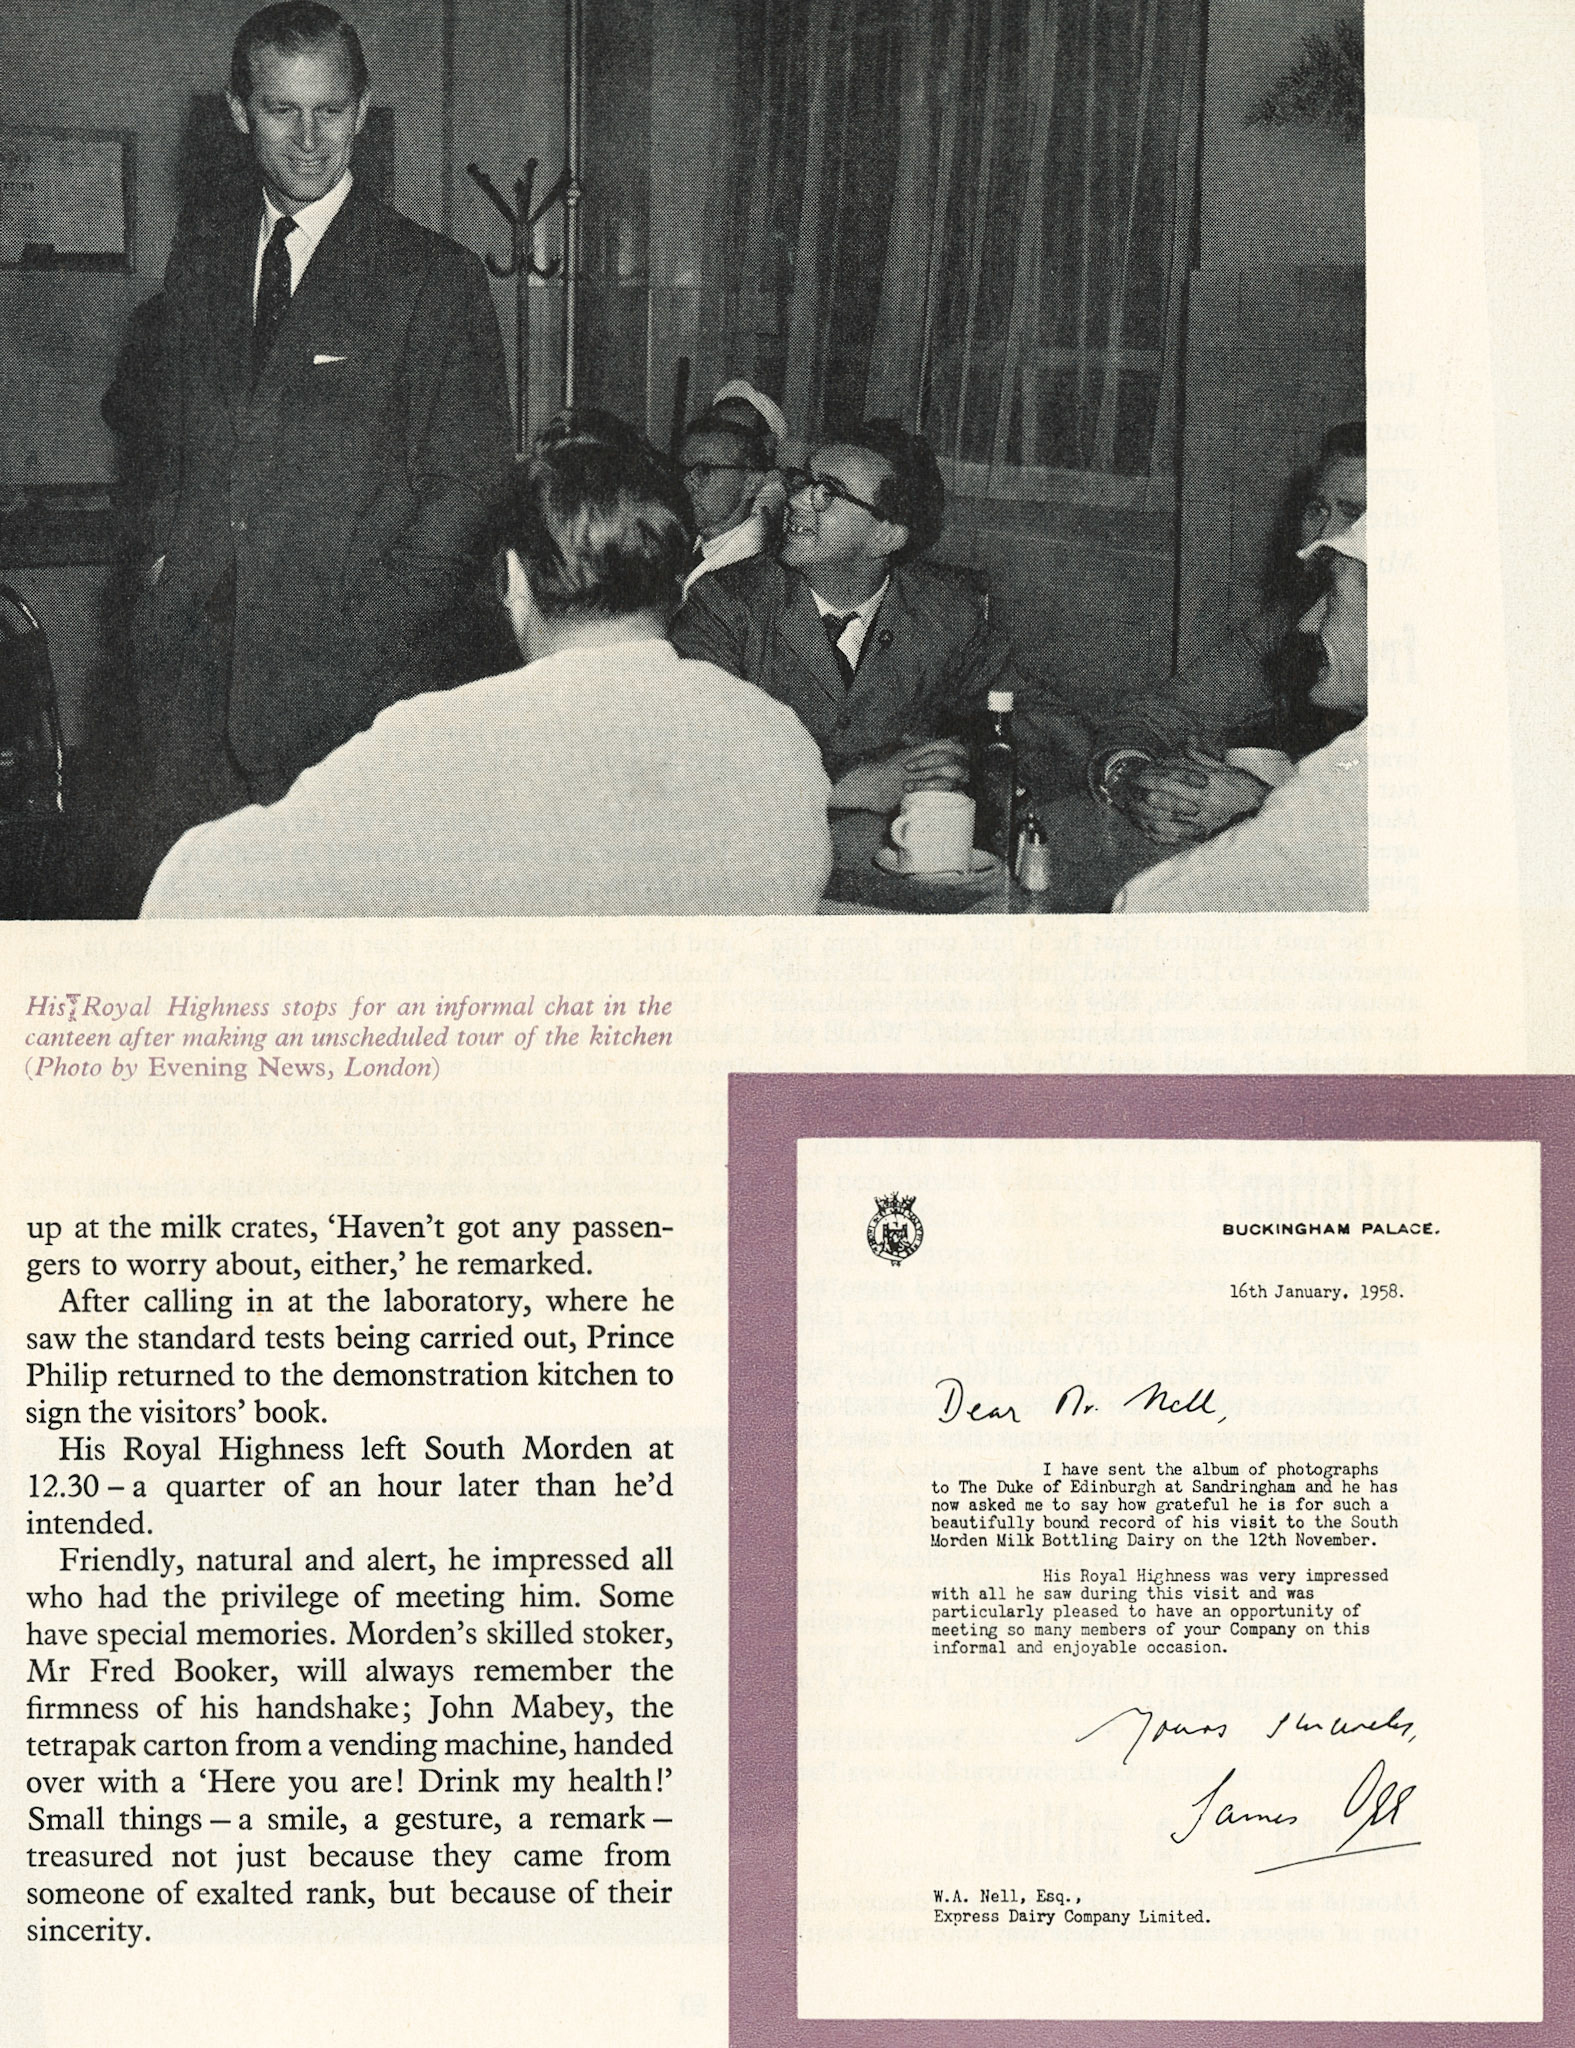 His Royal Highness stops for an informal chat in the
canteen after making an unscheduled tour of the kitchen
(Photo by Evening News, London)
up at the milk crates, ‘Haven’t got any passen-
gers to worry about, either,’ he remarked.
After calling in at the laboratory, where he
saw the standard tests being carried out, Prince
Philip returned to the demonstration kitchen to
sign the visitors’ book.
His Royal Highness left South Morden at
12.30 – a quarter of an hour later than he’d
intended.
Friendly, natural and alert, he impressed all
who had the privilege of meeting him. Some
have special memories. Morden’s skilled stoker,
Mr Fred Booker, will always remember the
firmness of his handshake; John Mabey, the
tetrapak carton from a vending machine, handed
over with a ‘Here you are! Drink my health!’
Small things – a smile, a gesture, a remark –
treasured not just because they came from
someone of exalted rank, but because of their
sincerity.
BUCKINGHAM PALACE.
16th January, 1958.
Dear Mr. Nell,
I have sent the album of photographs
to The Duke of Edinburgh at Sandringham and he has
now asked me to say how grateful he is for such a
beautifully bound record of his visit to the South
Morden Milk Bottling Dairy on the 12th November.
His Royal Highness was very impressed
with all he saw during this visit and was
particularly pleased to have an opportunity of
meeting so many members of your Company on this
informal and enjoyable occasion.
Yours sincerely,
James Orr
W.A. Nell, Esq.,
Express Dairy Company Limited.